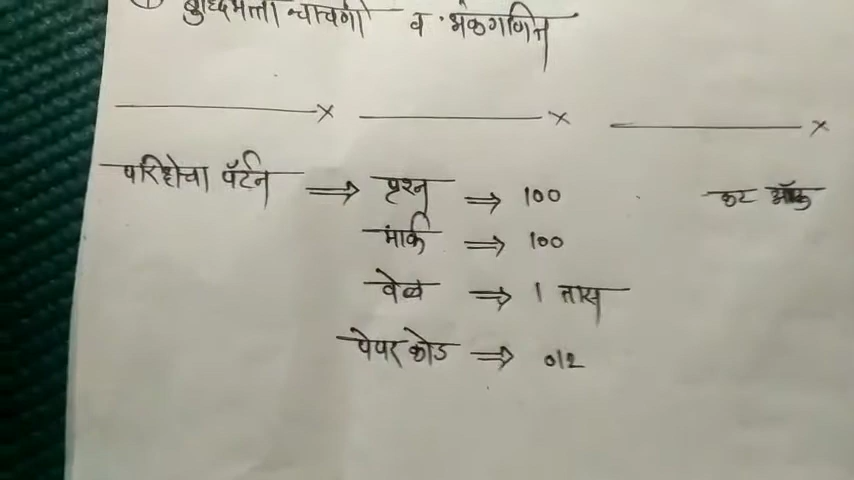 बुध्दिमत्ता चाचणी व अंकगणित
परिक्षेचा पॅटर्न ⇒ प्रश्न ⇒ 100 कट ऑफ
मार्क ⇒ 100
वेळ ⇒ 1 तास
पेपर कोड ⇒ 012